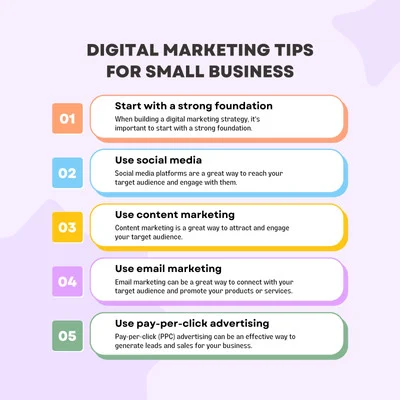 DIGITAL MARKETING TIPS
FOR SMALL BUSINESS
01
Start with a strong foundation
When building a digital marketing strategy, it's
important to start with a strong foundation.
02
Use social media
Social media platforms are a great way to reach your
target audience and engage with them.
03
Use content marketing
Content marketing is a great way to attract and engage
your target audience.
04
Use email marketing
Email marketing can be a great way to connect with your
target audience and promote your products or services.
05
Use pay-per-click advertising
Pay-per-click (PPC) advertising can be an effective way to
generate leads and sales for your business.